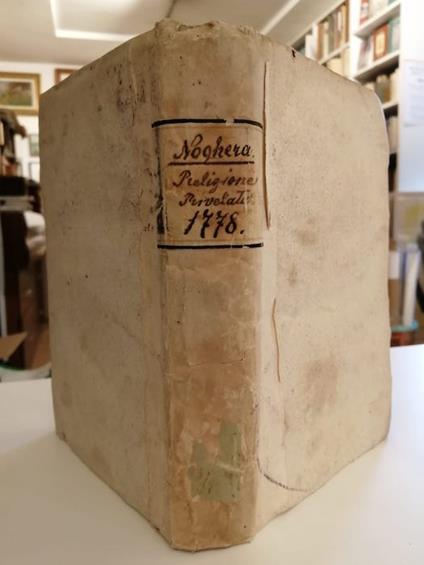 Noghera.
Religione
Rivelata
1778.